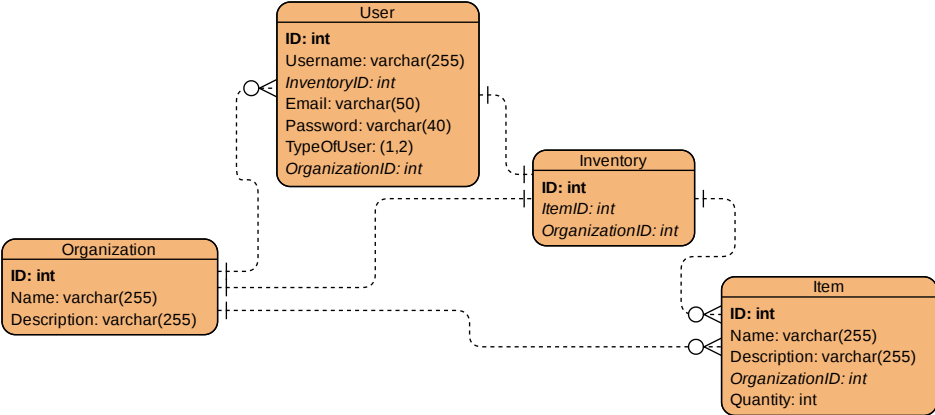 User
ID: int
Username: varchar(255)
InventoryID: int
Email: varchar(50)
Password: varchar(40)
TypeOfUser: (1,2)
OrganizationID: int
Inventory
ID: int
ItemID: int
OrganizationID: int
Organization
ID: int
Name: varchar(255)
Description: varchar(255)
Item
ID: int
Name: varchar(255)
Description: varchar(255)
OrganizationID: int
Quantity: int